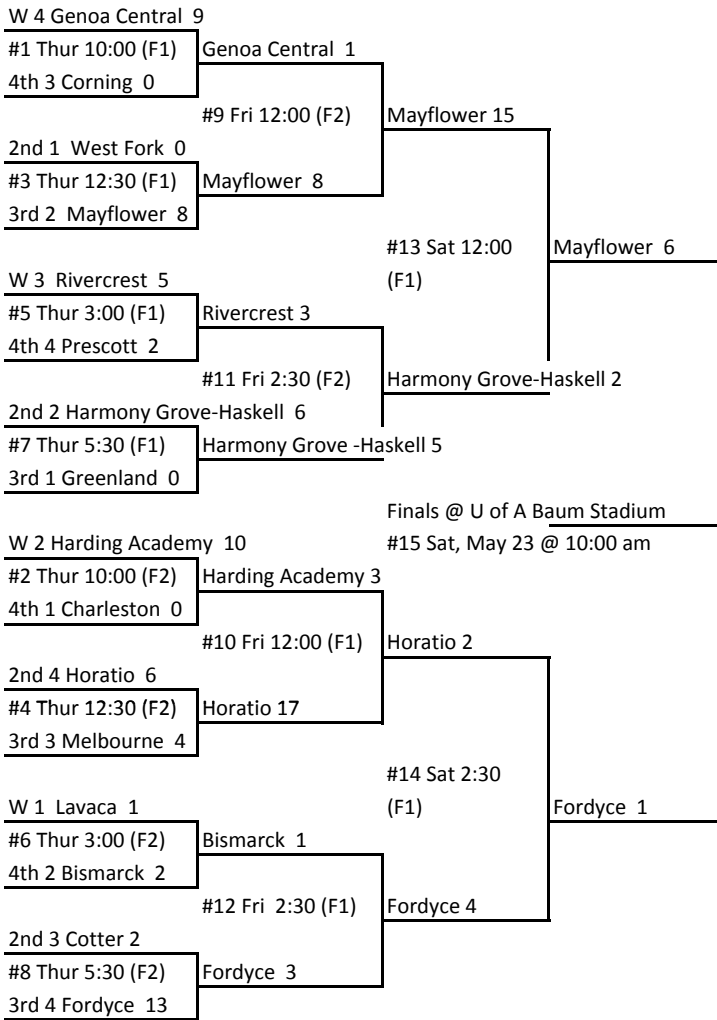 W 4 Genoa Central 9
#1 Thur 10:00 (F1)
Genoa Central 1
4th 3 Corning 0
#9 Fri 12:00 (F2)
Mayflower 15
2nd 1 West Fork 0
#3 Thur 12:30 (F1)
Mayflower 8
3rd 2 Mayflower 8
#13 Sat 12:00
(F1)
Mayflower 6
W 3 Rivercrest 5
#5 Thur 3:00 (F1)
Rivercrest 3
4th 4 Prescott 2
#11 Fri 2:30 (F2)
Harmony Grove-Haskell 2
2nd 2 Harmony Grove-Haskell 6
#7 Thur 5:30 (F1)
Harmony Grove -Haskell 5
3rd 1 Greenland 0
Finals @ U of A Baum Stadium
#15 Sat, May 23 @ 10:00 am
W 2 Harding Academy 10
#2 Thur 10:00 (F2)
Harding Academy 3
4th 1 Charleston 0
#10 Fri 12:00 (F1)
Horatio 2
2nd 4 Horatio 6
#4 Thur 12:30 (F2)
Horatio 17
3rd 3 Melbourne 4
#14 Sat 2:30
(F1)
Fordyce 1
W 1 Lavaca 1
#6 Thur 3:00 (F2)
Bismarck 1
4th 2 Bismarck 2
#12 Fri 2:30 (F1)
Fordyce 4
2nd 3 Cotter 2
#8 Thur 5:30 (F2)
Fordyce 3
3rd 4 Fordyce 13